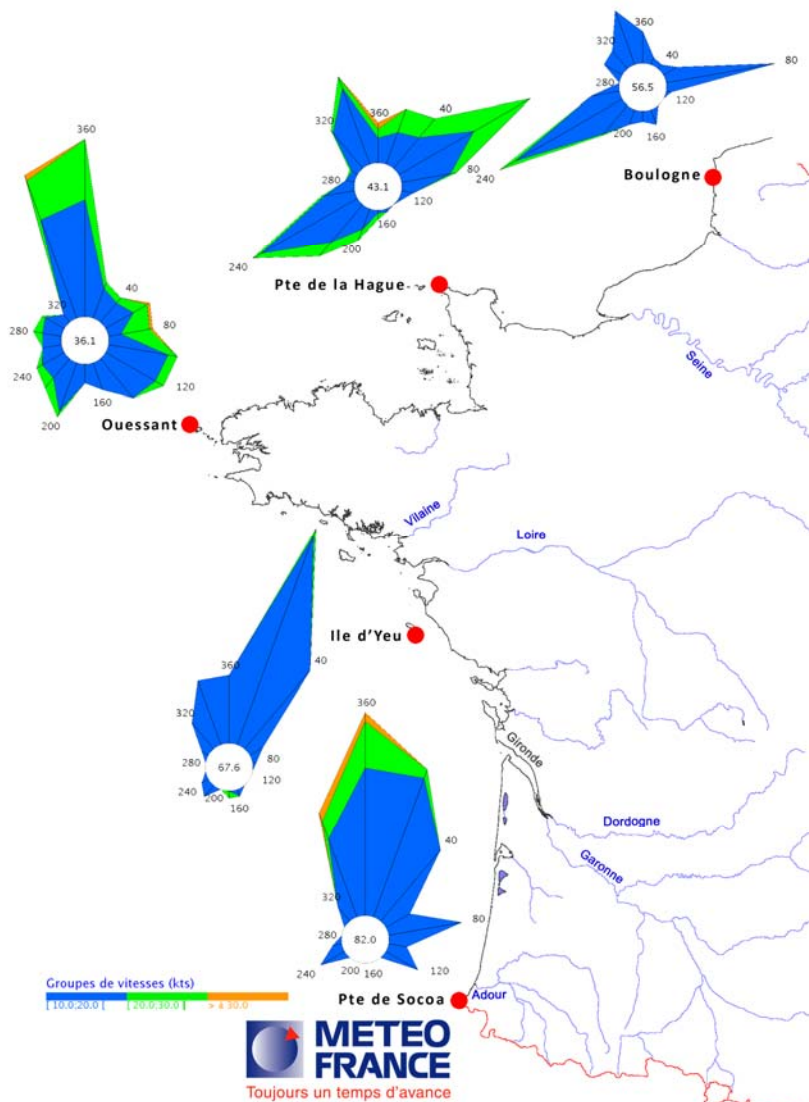 360
320
40
80
280
56.5
120
200
160
360
40
320
80
240
43.1
280
120
160
200
240
Boulogne
360
Pte de la Hague
320
40
280
80
36.1
240
120
160
200
Ouessant
Seine
Vilaine
Loire
Ile d'Yeu
360
40
320
80
280
67.6
120
240
200
160
360
Gironde
Dordogne
Garonne
40
320
80
280
82.0
240
200
160
120
Groupes de vitesses (kts)
[ 10.0;20.0 [
[ 20.0;30.0 [
> à 30.0
Pte de Socoa
Adour
METEO
FRANCE
Toujours un temps d'avance